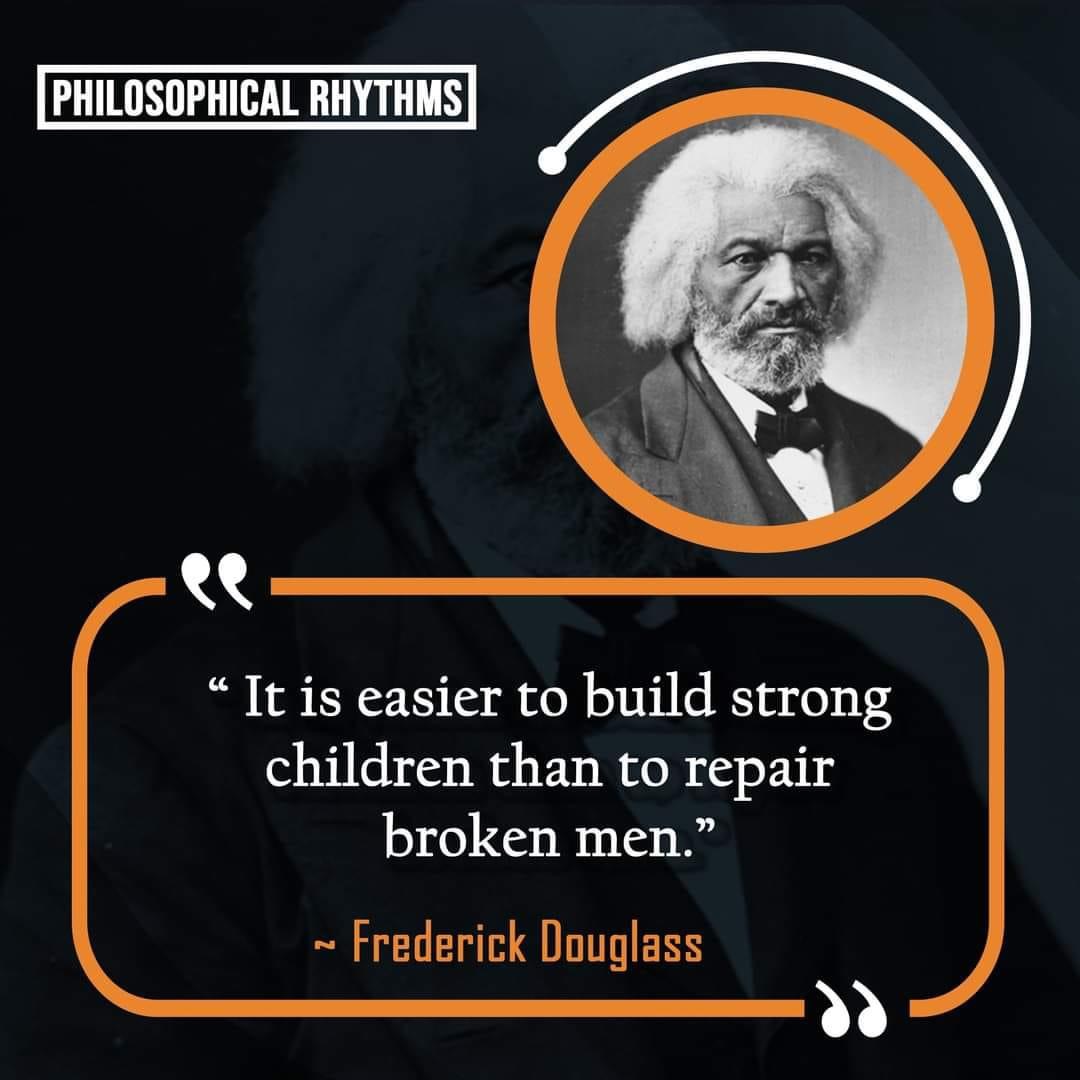 PHILOSOPHICAL RHYTHMS
“ It is easier to build strong
children than to repair
broken men.”
~ Frederick Douglass